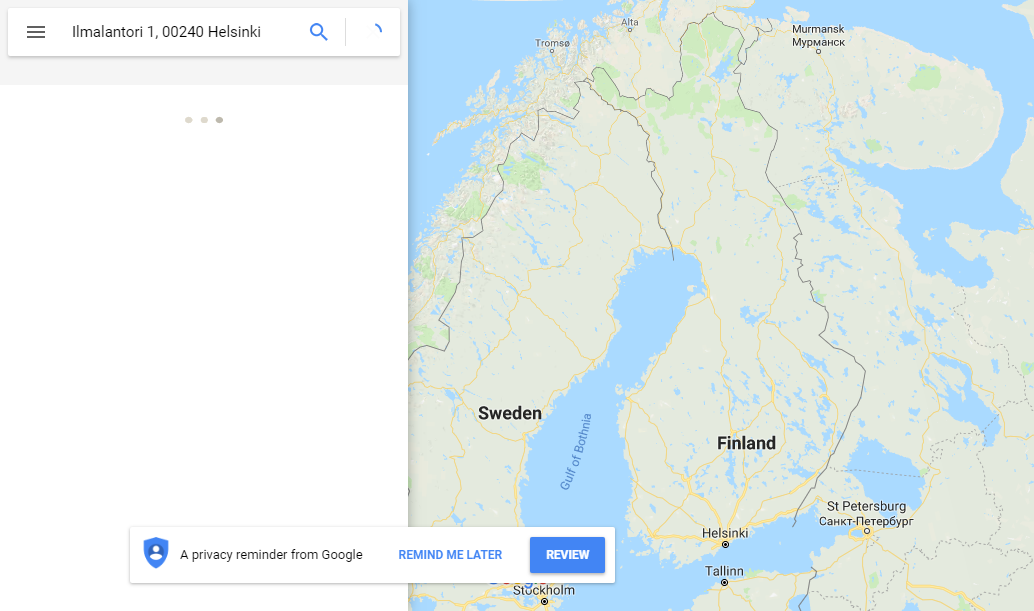 Ilmalantori 1, 00240 Helsinki
Alta
Tromsø
Murmansk
Мурманск
Sweden
Gulf of Bothnia
Finland
St Petersburg
Санкт-Петербург
Helsinki
A privacy reminder from Google
REMIND ME LATER
REVIEW
Tallinn
Stockholm